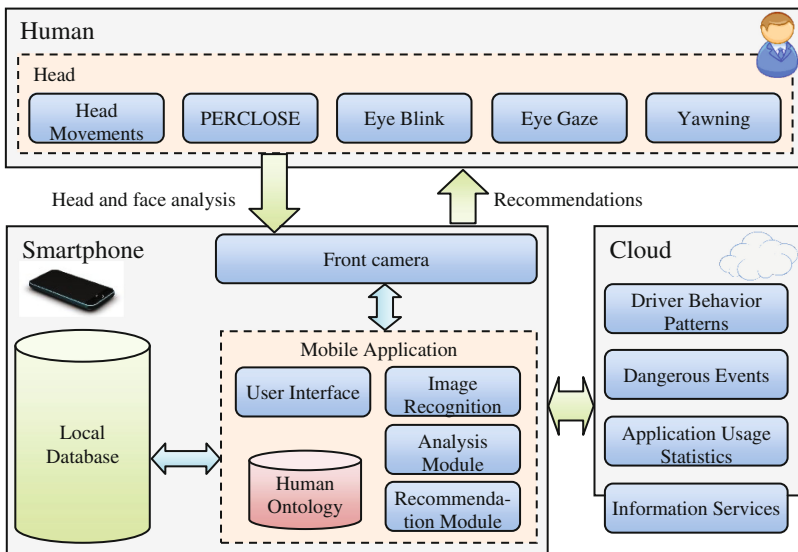 Human
Head
Head
Movements
PERCLOSE
Eye Blink
Eye Gaze
Yawning
Head and face analysis
Recommendations
Smartphone
Front camera
Local
Database
Mobile Application
User Interface
Image
Recognition
Analysis
Module
Human
Ontology
Recommenda-
tion Module
Cloud
Driver Behavior
Patterns
Dangerous Events
Application Usage
Statistics
Information Services